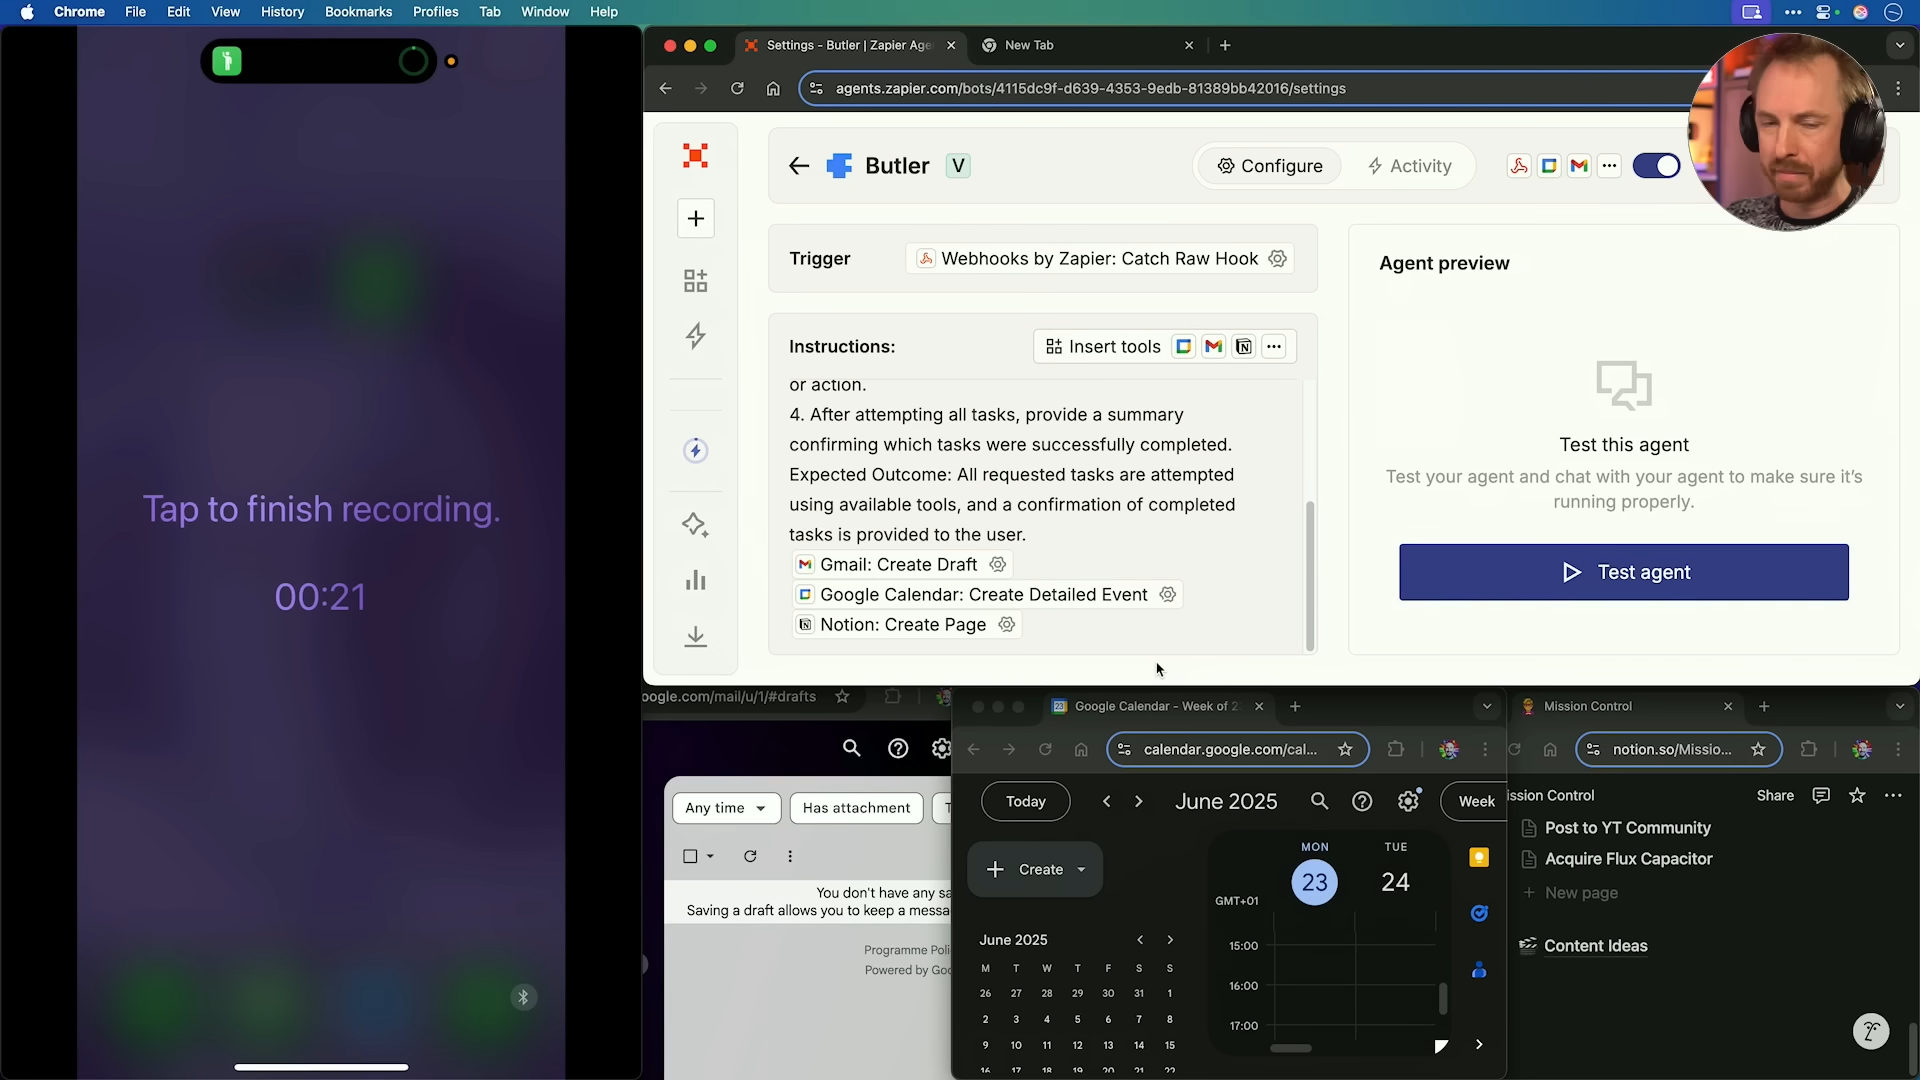 Chrome File Edit View History Bookmarks Profiles Tab Window Help
Tap to finish recording.
00:21
Settings - Butler | Zapier Age
New Tab
agents.zapier.com/bots/4115dc9f-d639-4353-9edb-81389bb42016/settings
Butler V
Configure
Activity
Trigger
Webhooks by Zapier: Catch Raw Hook
Instructions:
Insert tools
or action.
4. After attempting all tasks, provide a summary
confirming which tasks were successfully completed.
Expected Outcome: All requested tasks are attempted
using available tools, and a confirmation of completed
tasks is provided to the user.
Gmail: Create Draft
Google Calendar: Create Detailed Event
Notion: Create Page
Agent preview
Test this agent
Test your agent and chat with your agent to make sure it's
running properly.
Test agent
oogle.com/mail/u/1/#drafts
Any time
Has attachment
You don't have any sa
Saving a draft allows you to keep a messa
Programme Poli
Powered by Goo
Google Calendar - Week of 2
calendar.google.com/cal...
Today
June 2025
Week
Create
MON
TUE
23
24
GMT+01
15:00
16:00
17:00
June 2025
M T W T F S S
26 27 28 29 30 31 1
2 3 4 5 6 7 8
9 10 11 12 13 14 15
16 17 18 19 20 21 22
Mission Control
notion.so/Missio...
ission Control
Share
Post to YT Community
Acquire Flux Capacitor
New page
Content Ideas